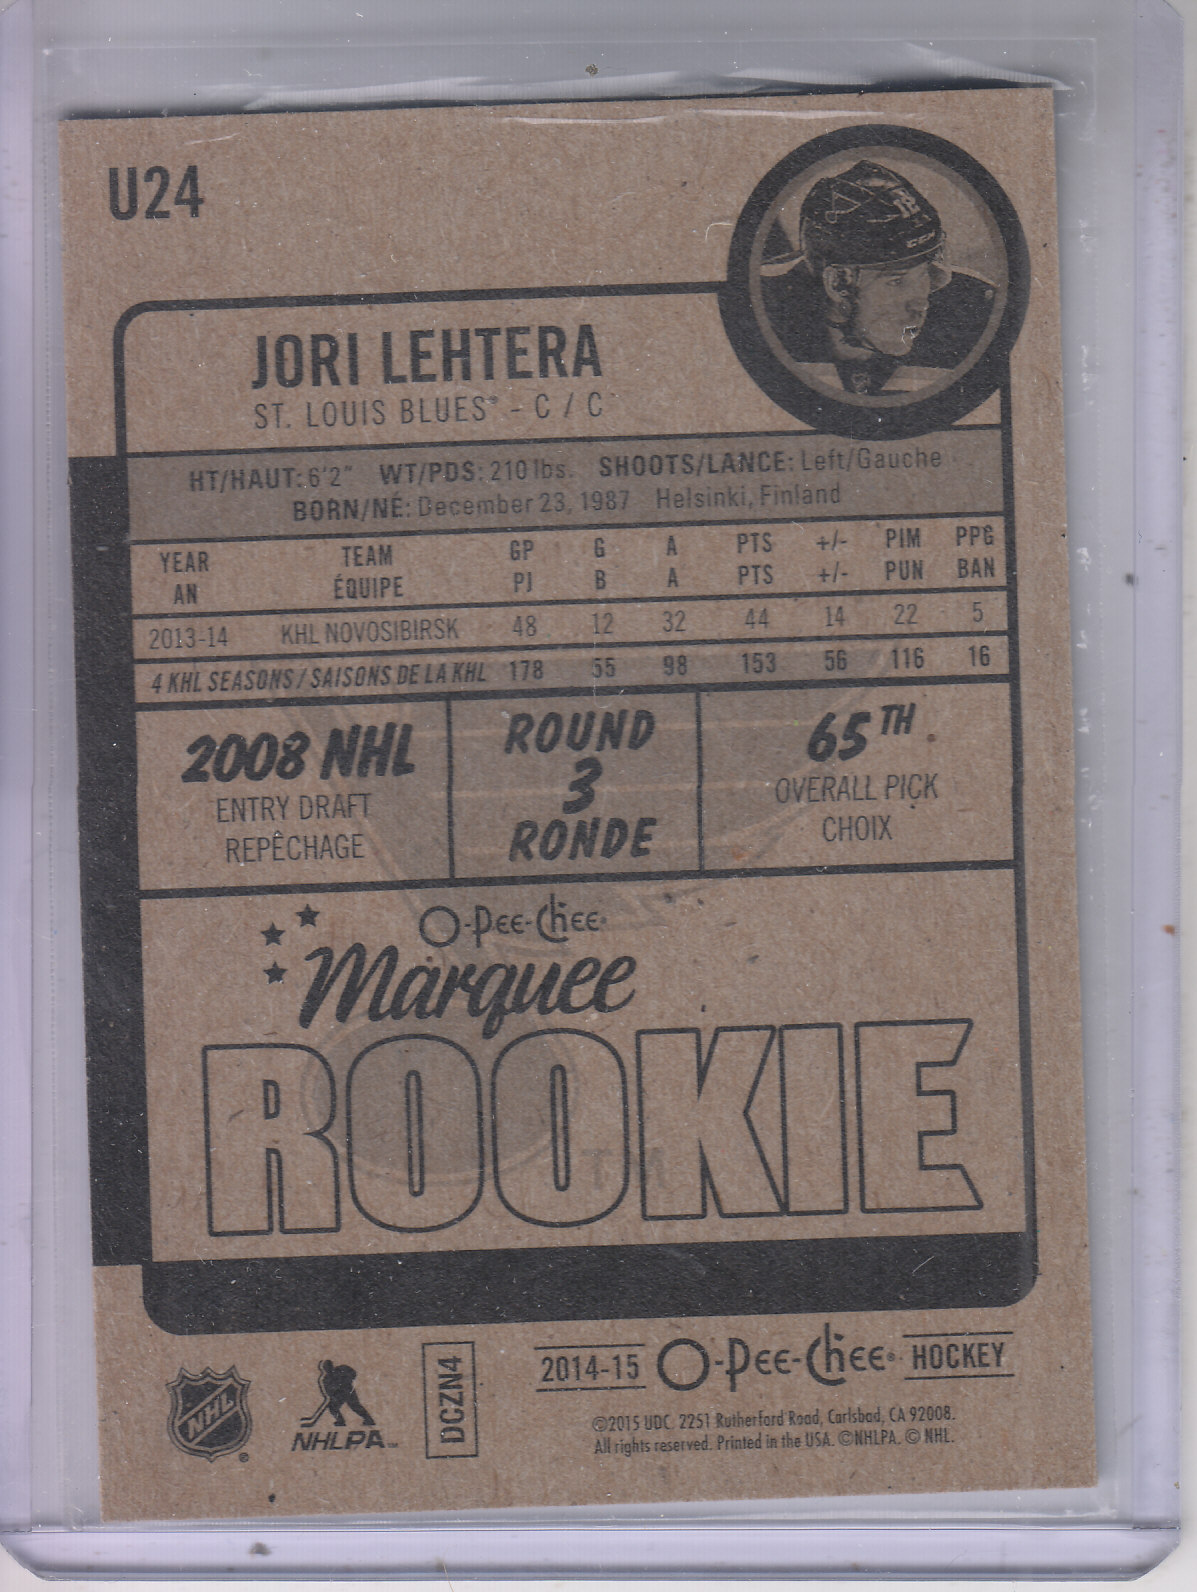 U24
CCM
JORI LEHTERA
ST. LOUIS BLUES® - C / C
HT/HAUT: 6'2" WT/PDS: 210 lbs. SHOOTS/LANCE: Left/Gauche
BORN/NÉ: December 23, 1987 Helsinki, Finland
YEAR TEAM GP G A PTS +/- PIM PPG
AN ÉQUIPE PJ B A PTS +/- PUN BAN
2013-14 KHL NOVOSIBIRSK 48 12 32 44 14 22 5
4 KHL SEASONS / SAISONS DE LA KHL 178 55 98 153 56 116 16
2008 NHL
ENTRY DRAFT
REPÊCHAGE
ROUND
3
RONDE
65TH
OVERALL PICK
CHOIX
O-Pee-Chee®
Marquee
ROOKIE
NHL®
NHLPA™
DCZN4
2014-15 O-Pee-Chee® HOCKEY
©2015 UDC. 2251 Rutherford Road, Carlsbad, CA 92008.
All rights reserved. Printed in the USA. ©NHLPA. © NHL.